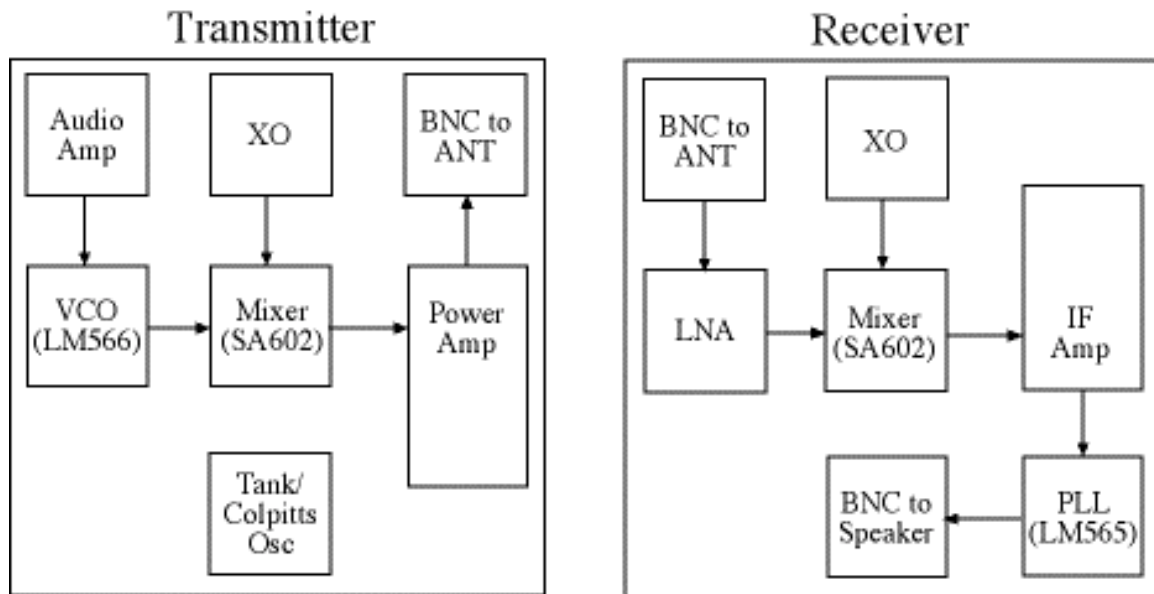 Transmitter
Audio
Amp
XO
BNC to
ANT
VCO
(LM566)
Mixer
(SA602)
Power
Amp
Tank/
Colpitts
Osc
Receiver
BNC to
ANT
XO
LNA
Mixer
(SA602)
IF
Amp
BNC to
Speaker
PLL
(LM565)